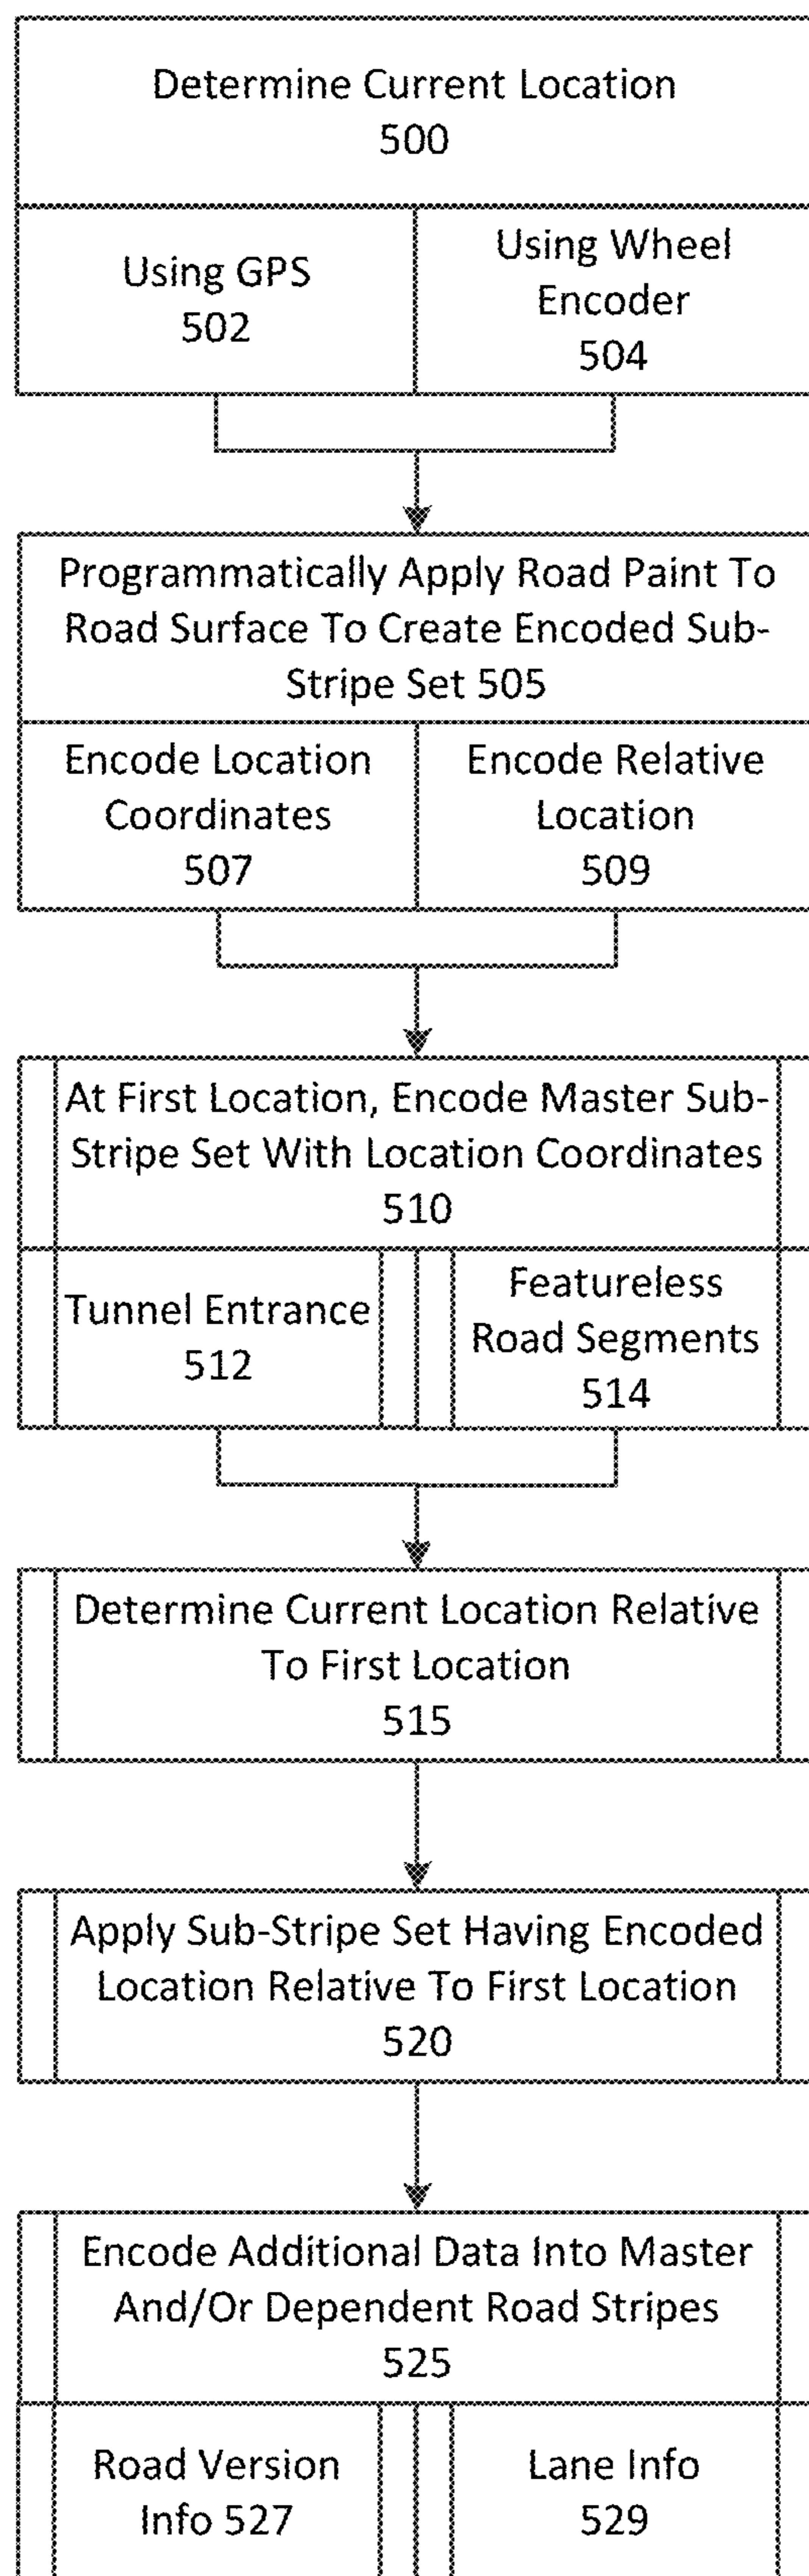 Determine Current Location
500
Using GPS
502
Using Wheel
Encoder
504
Programmatically Apply Road Paint To
Road Surface To Create Encoded Sub-
Stripe Set 505
Encode Location
Coordinates
507
Encode Relative
Location
509
At First Location, Encode Master Sub-
Stripe Set With Location Coordinates
510
Tunnel Entrance
512
Featureless
Road Segments
514
Determine Current Location Relative
To First Location
515
Apply Sub-Stripe Set Having Encoded
Location Relative To First Location
520
Encode Additional Data Into Master
And/Or Dependent Road Stripes
525
Road Version
Info 527
Lane Info
529